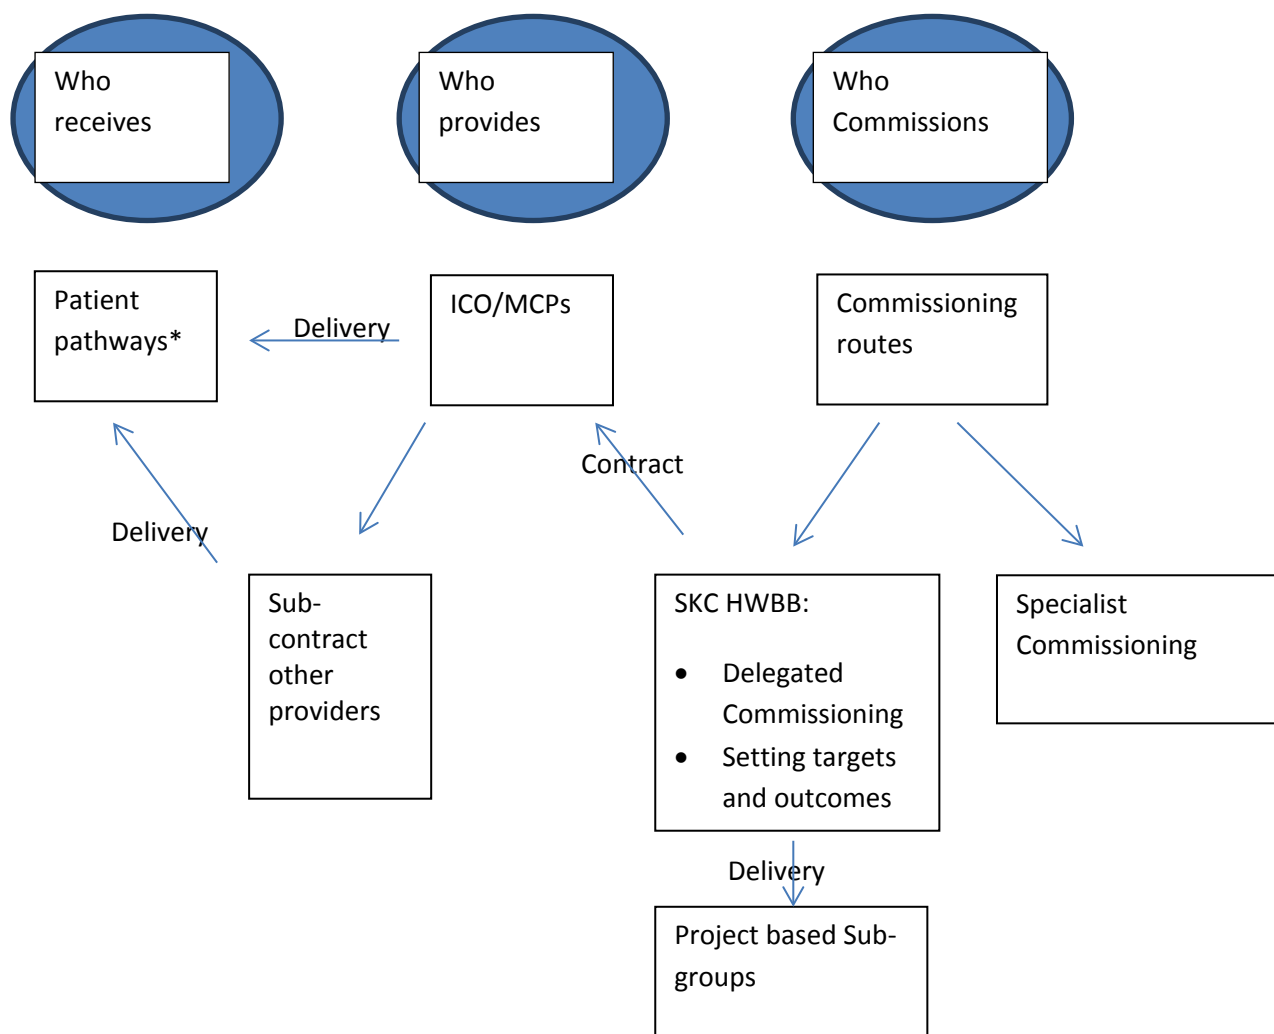 Who
receives
Who
provides
Who
Commissions
Patient
pathways*
Delivery
ICO/MCPs
Commissioning
routes
Contract
Delivery
Sub-
contract
other
providers
SKC HWBB:
• Delegated
Commissioning
• Setting targets
and outcomes
Specialist
Commissioning
Delivery
Project based Sub-
groups